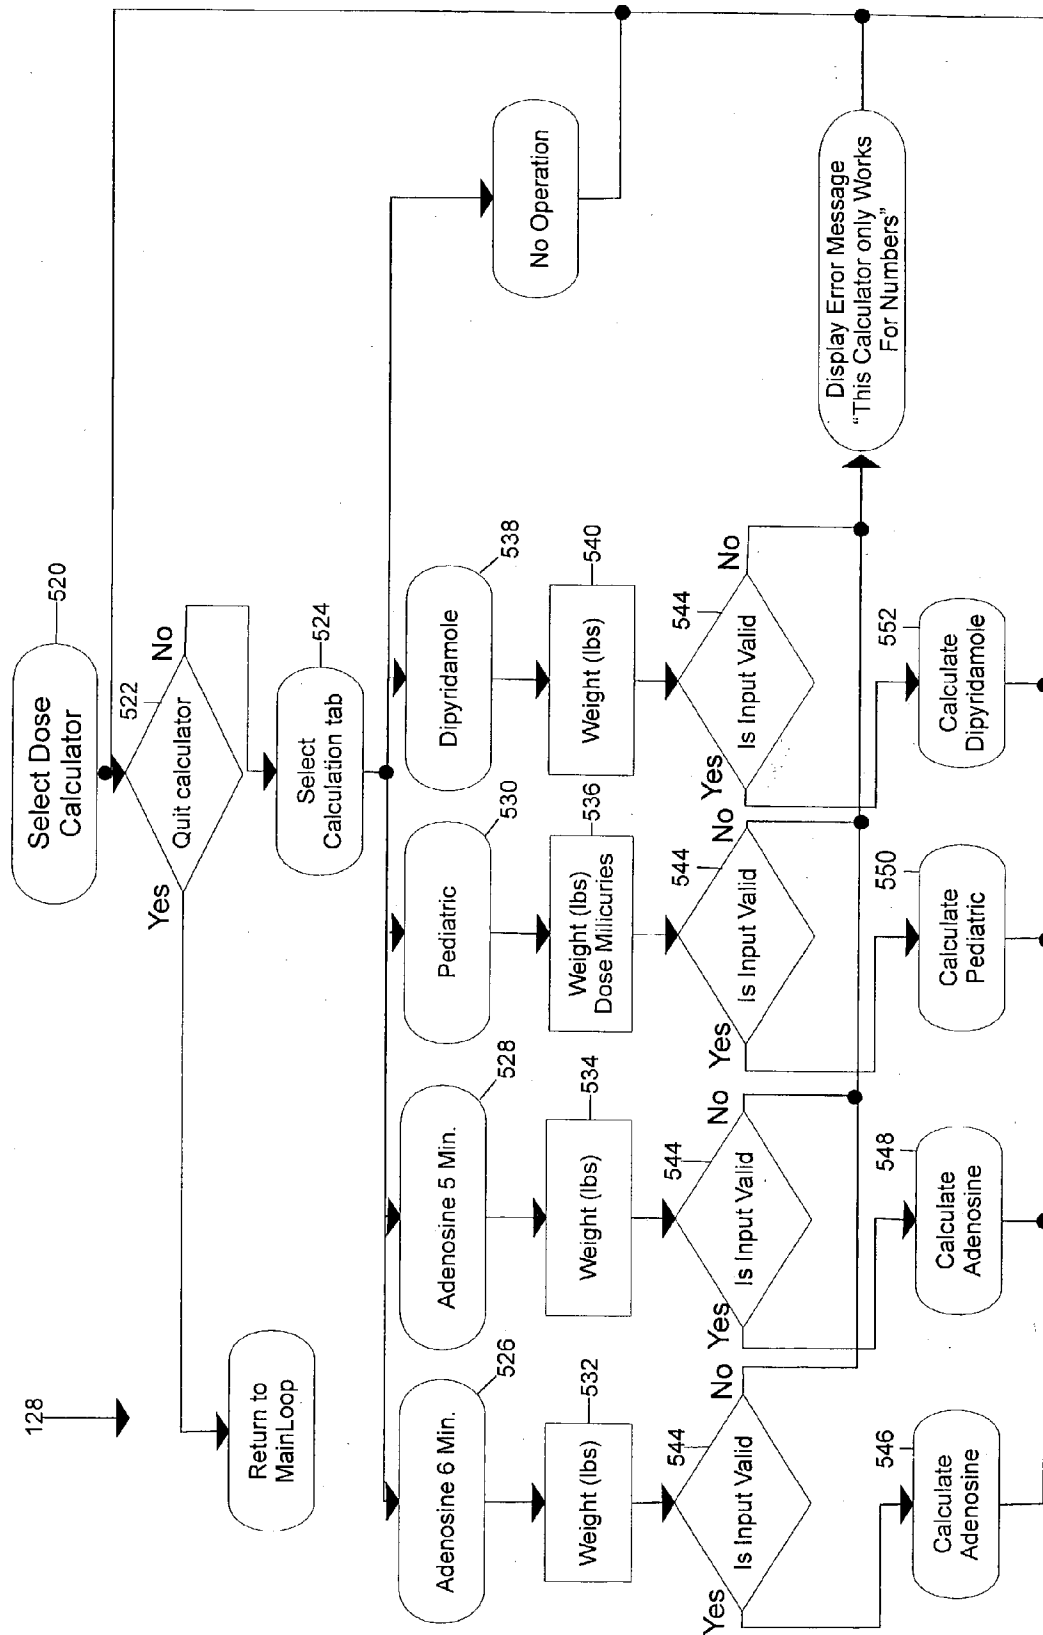 128
Select Dose
Calculator
520
522
Quit calculator
Yes
No
Return to
MainLoop
Select
Calculation tab
524
Adenosine 6 Min.
526
Adenosine 5 Min.
528
Pediatric
530
Dipyridamole
538
No Operation
Weight (lbs)
532
Weight (lbs)
534
Weight (lbs)
Dose Milicuries
536
Weight (lbs)
540
544
Is Input Valid
Yes
No
544
Is Input Valid
Yes
No
544
Is Input Valid
Yes
No
544
Is Input Valid
Yes
No
Display Error Message
"This Calculator only Works
For Numbers"
546
Calculate
Adenosine
548
Calculate
Adenosine
550
Calculate
Pediatric
552
Calculate
Dipyridamole